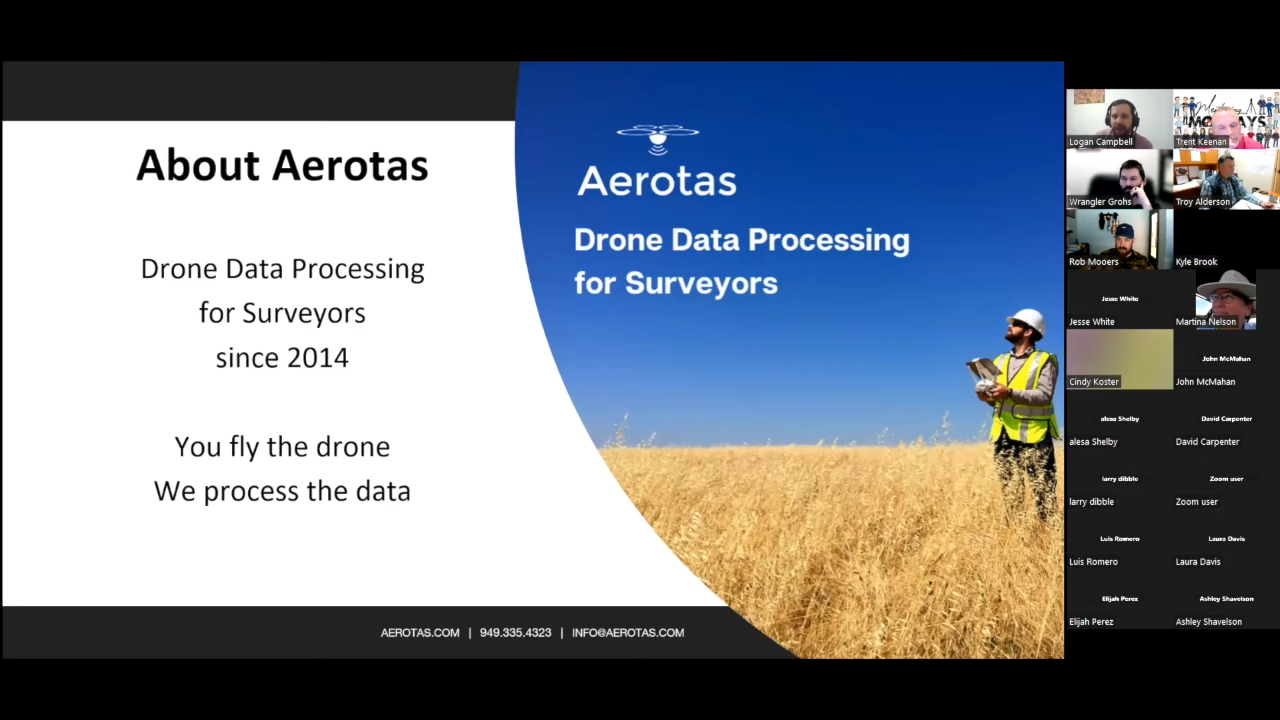 About Aerotas
Drone Data Processing
for Surveyors
since 2014
You fly the drone
We process the data
Aerotas
Drone Data Processing
for Surveyors
AEROTAS.COM | 949.335.4323 | INFO@AEROTAS.COM
Logan Campbell
Trent Keenan
Wrangler Grohs
Troy Alderson
Rob Mooers
Kyle Brook
Jesse White
Jesse White
Martina Nelson
Cindy Koster
John McMahan
John McMahan
alesa Shelby
David Carpenter
alesa Shelby
David Carpenter
larry dibble
Zoom user
larry dibble
Zoom user
Luis Romero
Laura Davis
Luis Romero
Laura Davis
Elijah Perez
Ashley Shavelson
Elijah Perez
Ashley Shavelson